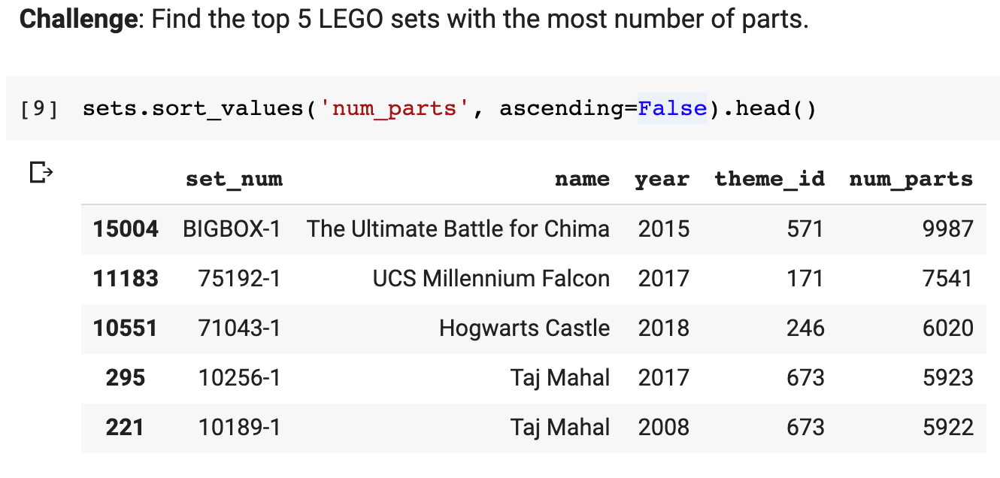 Challenge: Find the top 5 LEGO sets with the most number of parts.
[9] sets.sort_values('num_parts', ascending=False).head()
set_num name year theme_id num_parts
15004 BIGBOX-1 The Ultimate Battle for Chima 2015 571 9987
11183 75192-1 UCS Millennium Falcon 2017 171 7541
10551 71043-1 Hogwarts Castle 2018 246 6020
295 10256-1 Taj Mahal 2017 673 5923
221 10189-1 Taj Mahal 2008 673 5922